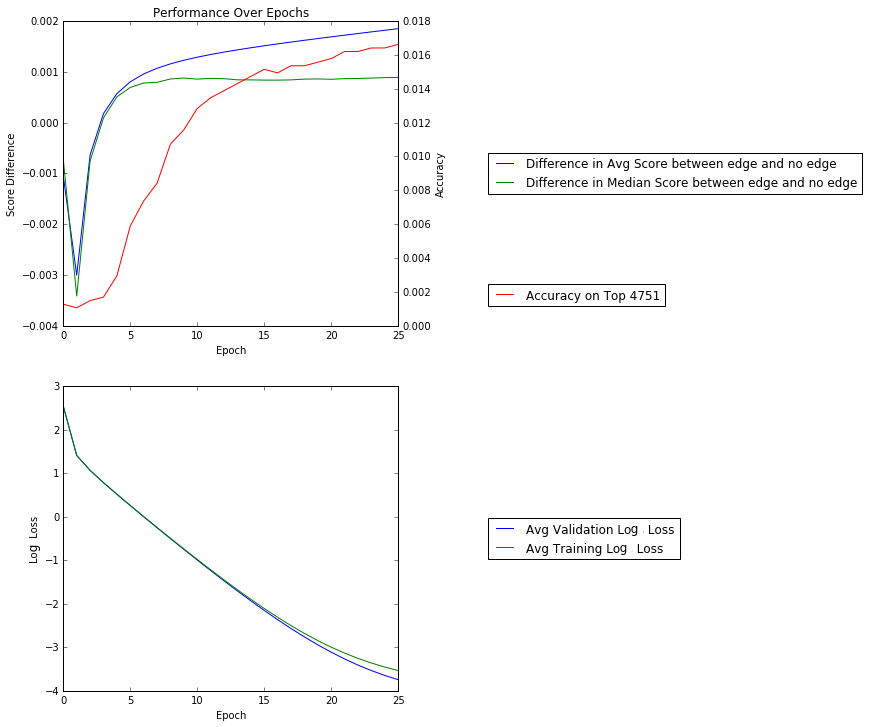 Performance Over Epochs
0.002
0.001
0.000
−0.001
−0.002
−0.003
−0.004
Score Difference
0.018
0.016
0.014
0.012
0.010
0.008
0.006
0.004
0.002
0.000
Accuracy
0 5 10 15 20 25
Epoch
Difference in Avg Score between edge and no edge
Difference in Median Score between edge and no edge
Accuracy on Top 4751
3
2
1
0
−1
−2
−3
−4
Log Loss
0 5 10 15 20 25
Epoch
Avg Validation Log Loss
Avg Training Log Loss